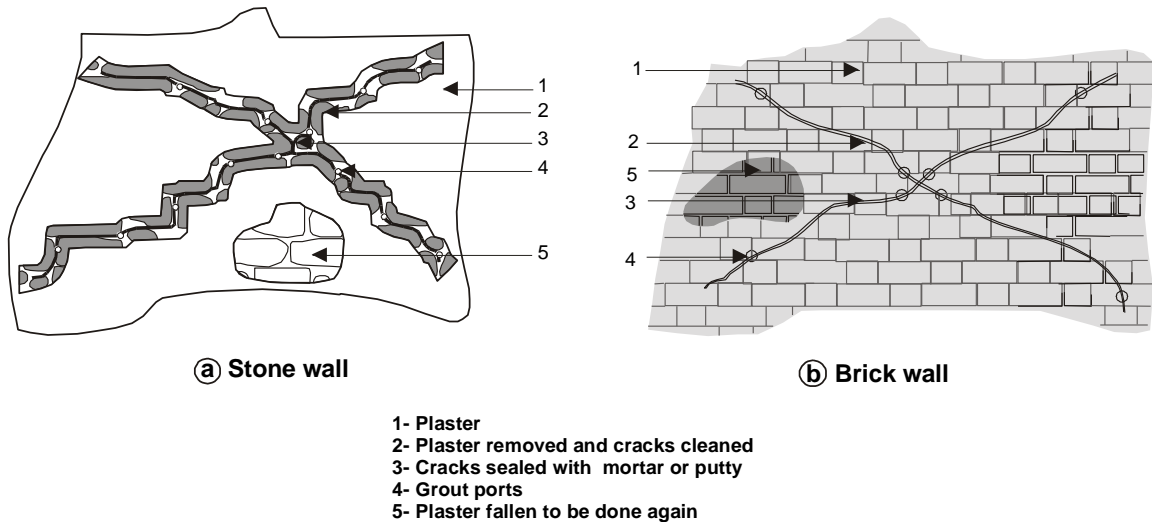 1
2
3
4
5
1
2
5
3
4
a Stone wall
b Brick wall
1- Plaster
2- Plaster removed and cracks cleaned
3- Cracks sealed with mortar or putty
4- Grout ports
5- Plaster fallen to be done again